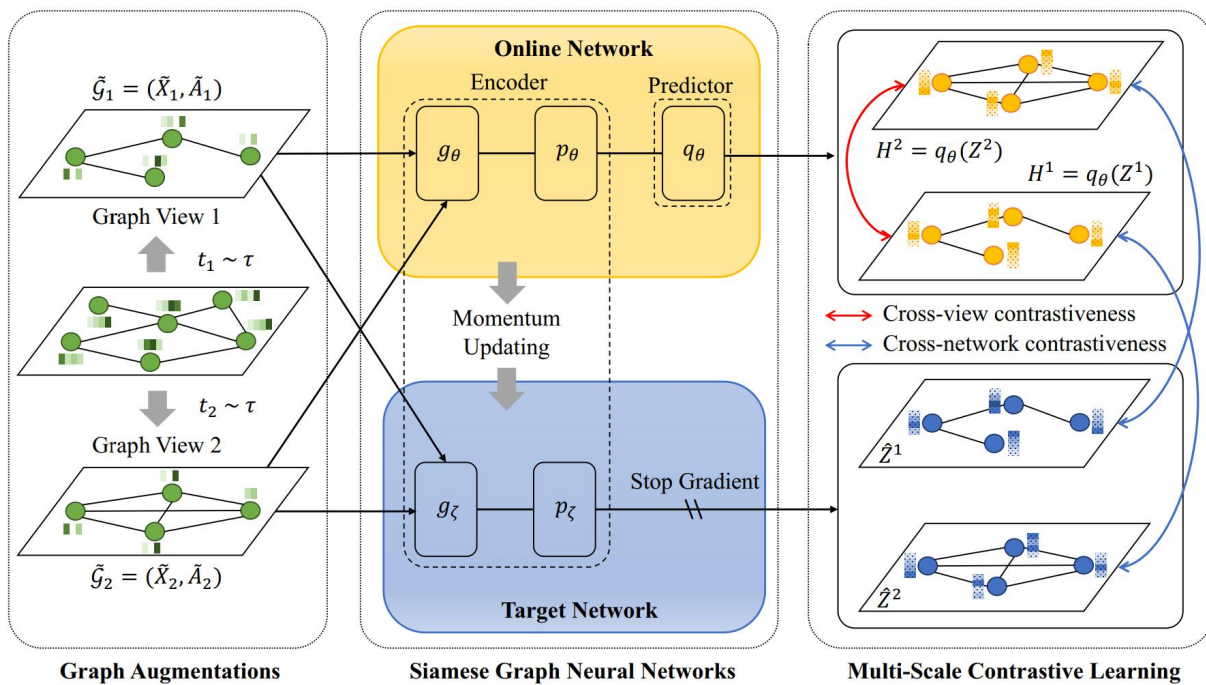 G̃₁ = (X̃₁, Ã₁)
Graph View 1
t₁ ~ τ
t₂ ~ τ
Graph View 2
G̃₂ = (X̃₂, Ã₂)
Graph Augmentations
Online Network
Encoder
Predictor
g_θ
p_θ
q_θ
Momentum
Updating
Stop Gradient
g_ζ
p_ζ
Target Network
Siamese Graph Neural Networks
H² = q_θ(Z²)
H¹ = q_θ(Z¹)
Cross-view contrastiveness
Cross-network contrastiveness
Ẑ¹
Ẑ²
Multi-Scale Contrastive Learning